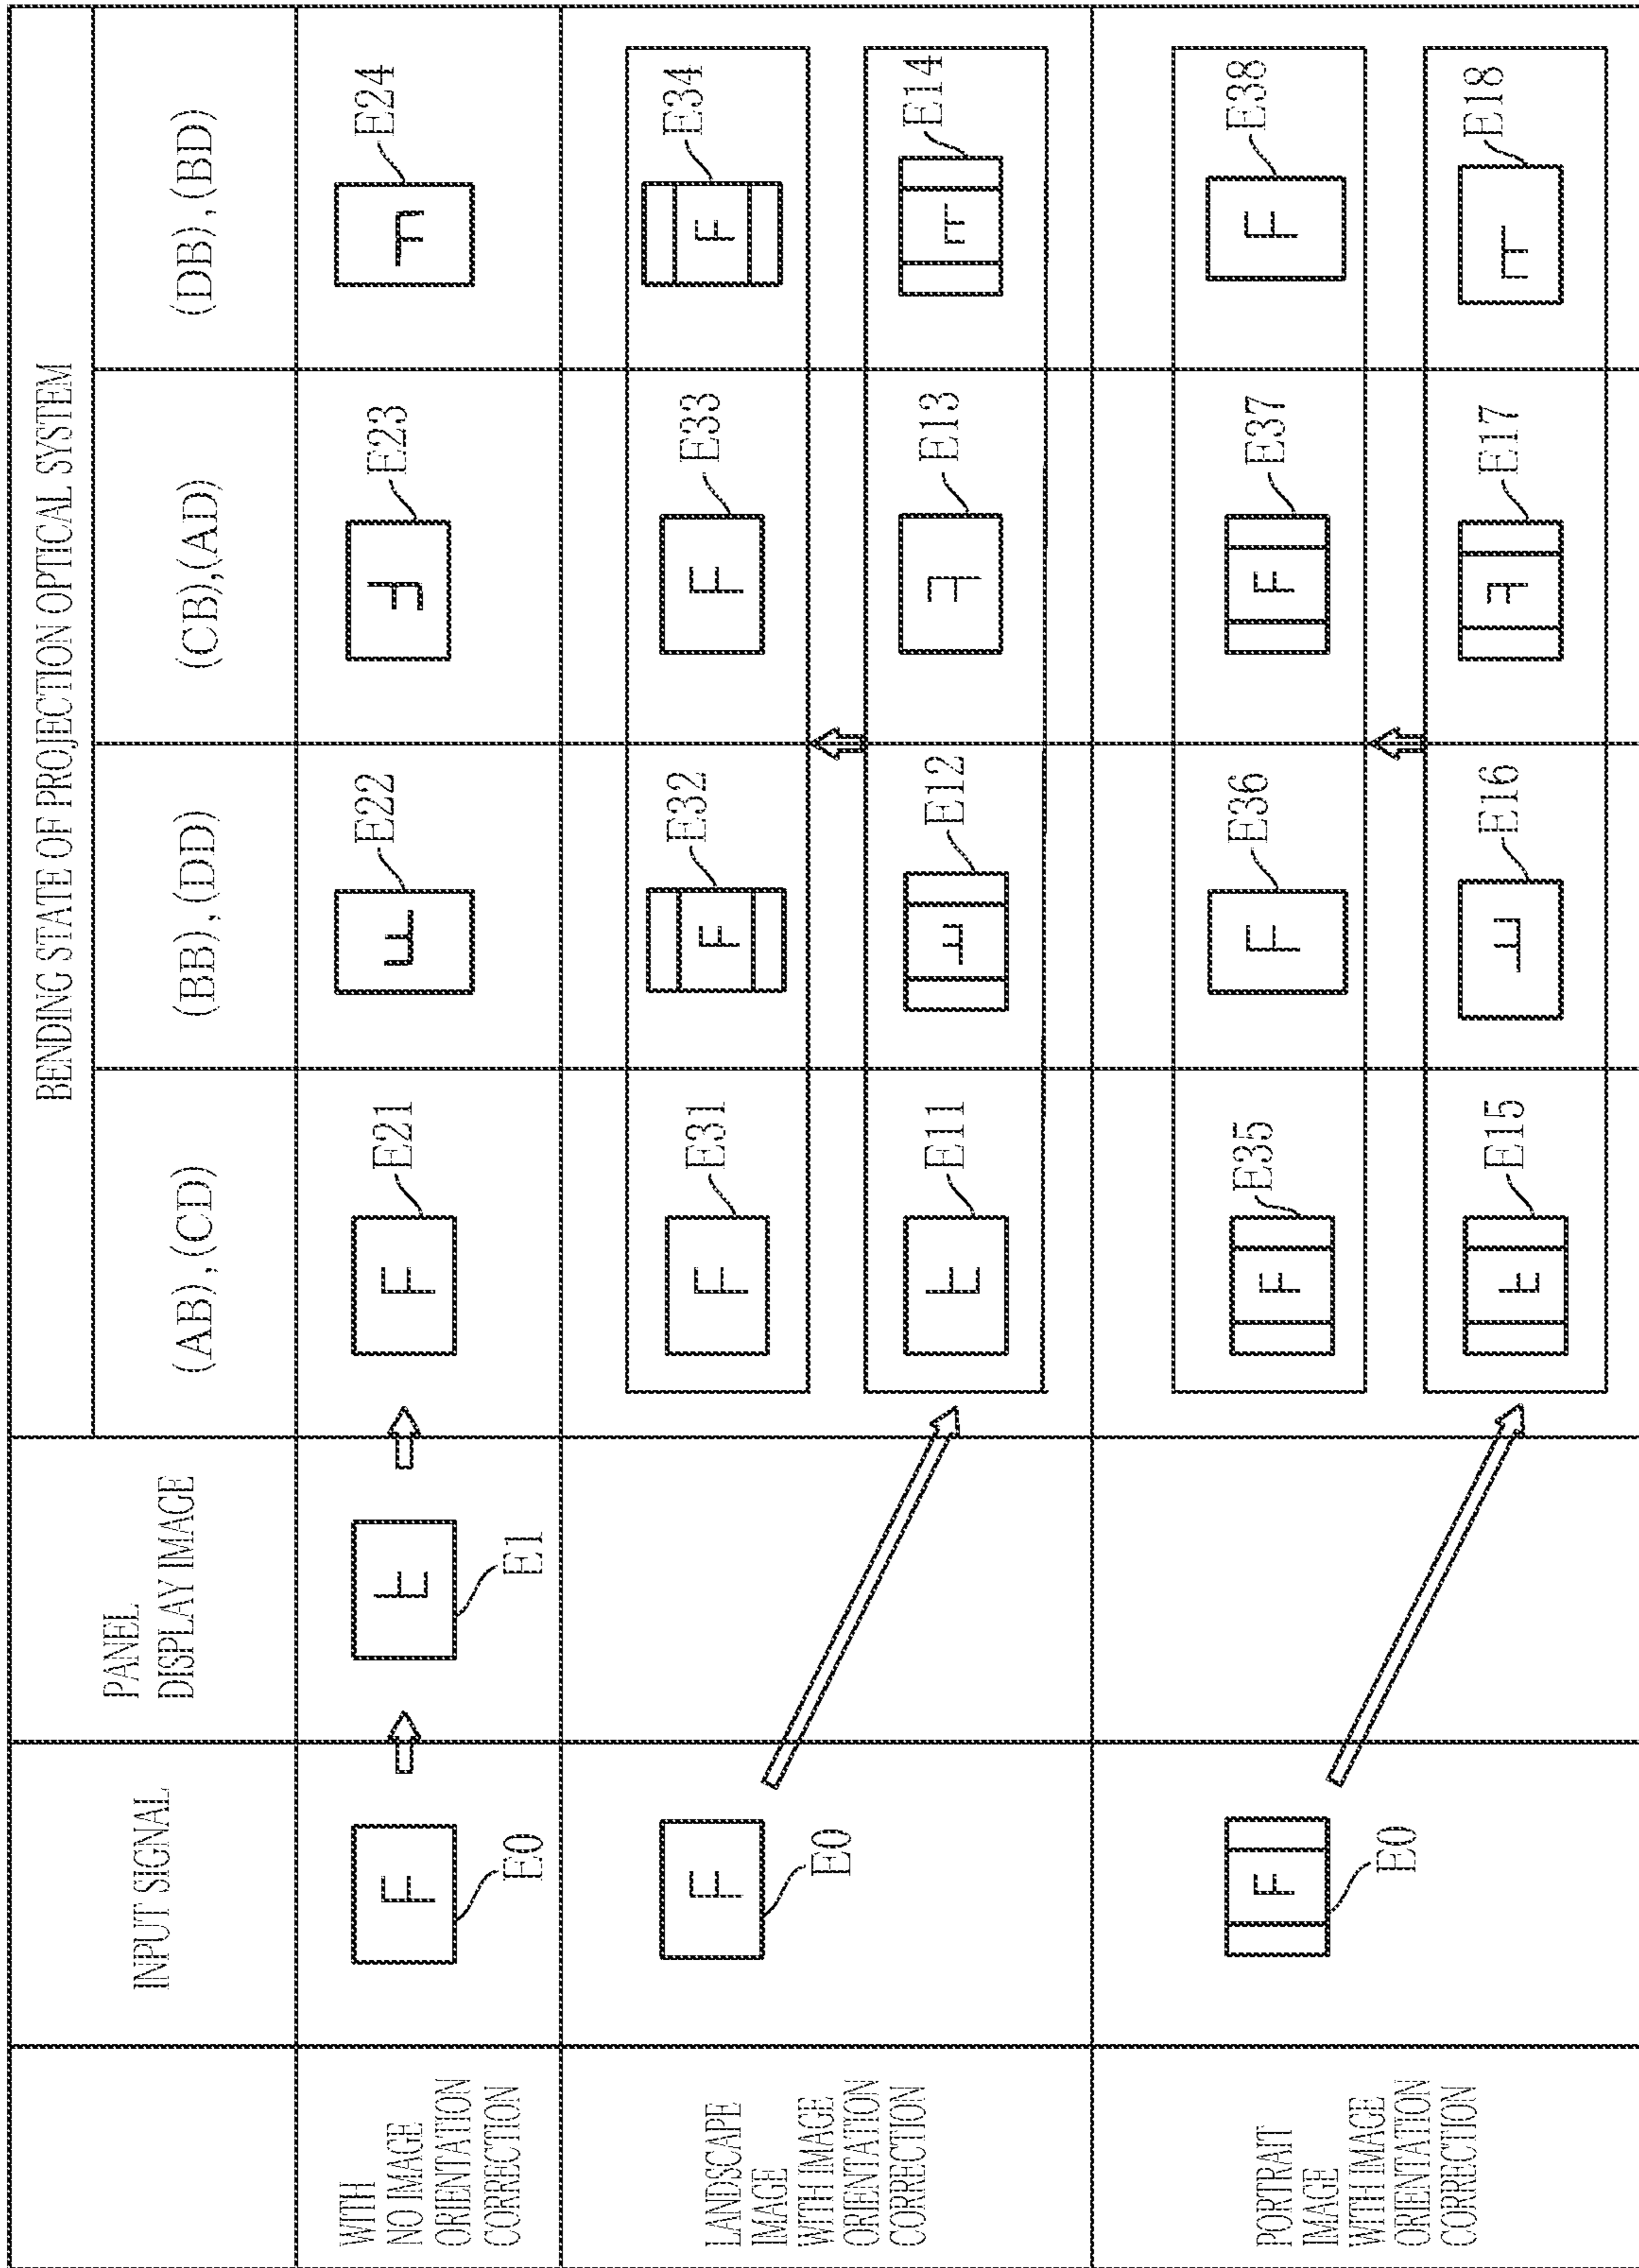 BENDING STATE OF PROJECTION OPTICAL SYSTEM
INPUT SIGNAL
PANEL
DISPLAY IMAGE
(AB),(CD)
(BB),(DD)
(CB),(AD)
(DB),(BD)
WITH
NO IMAGE
ORIENTATION
CORRECTION
F
E0
E1
F E21
F E22
F E23
F E24
LANDSCAPE
IMAGE
WITH IMAGE
ORIENTATION
CORRECTION
F
E0
F E31
F E32
F E33
F E34
E11
E12
E13
E14
PORTRAIT
IMAGE
WITH IMAGE
ORIENTATION
CORRECTION
F
E0
F E35
F E36
F E37
F E38
E15
E16
E17
E18